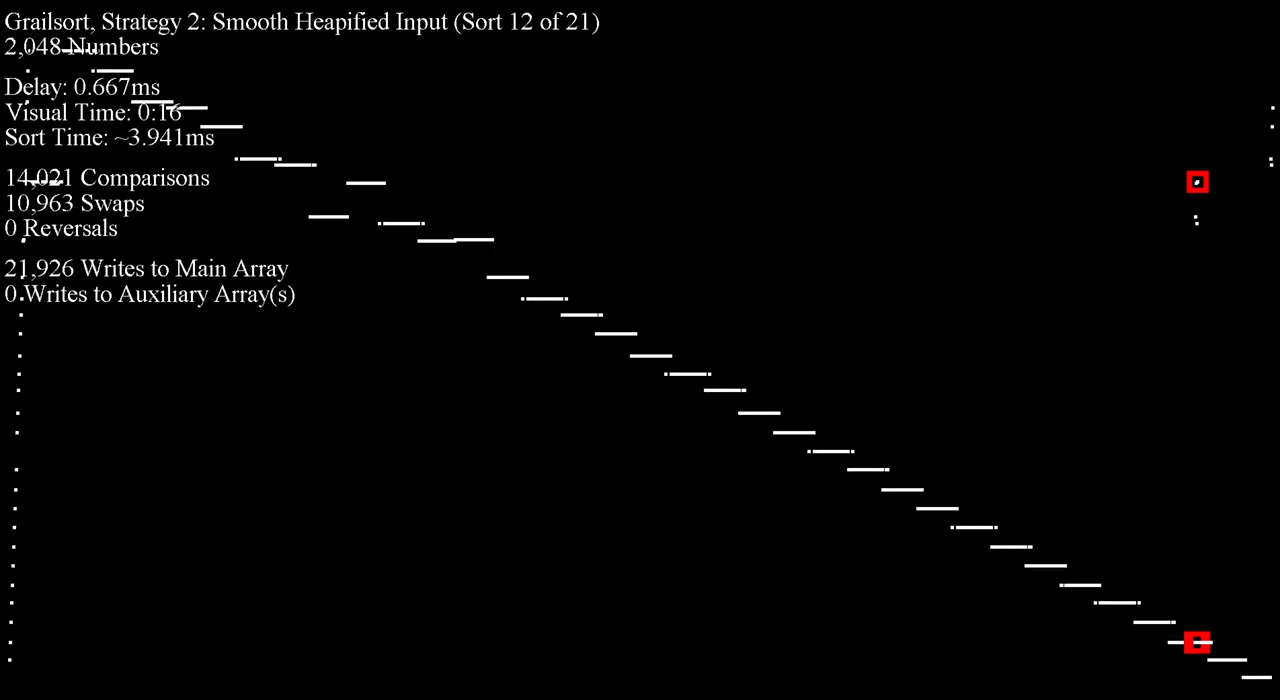 Grailsort, Strategy 2: Smooth Heapified Input (Sort 12 of 21)
2,048 Numbers
Delay: 0.667ms
Visual Time: 0:16
Sort Time: ~3.941ms
14,021 Comparisons
10,963 Swaps
0 Reversals
21,926 Writes to Main Array
0 Writes to Auxiliary Array(s)